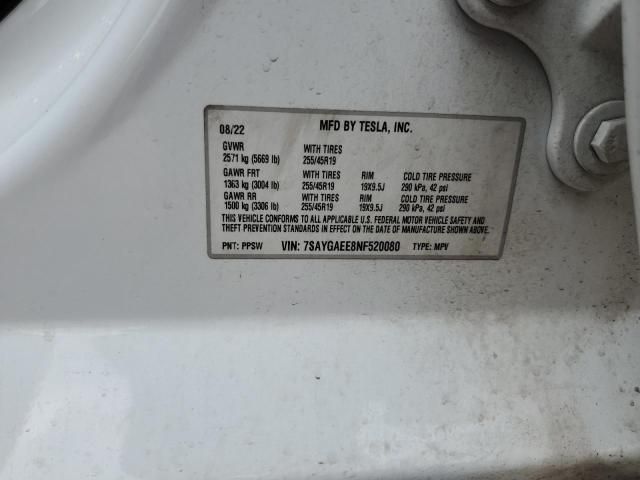 08/22 MFD BY TESLA, INC.
GVWR WITH TIRES
2571 kg (5669 lb) 255/45R19
GAWR FRT WITH TIRES RIM COLD TIRE PRESSURE
1363 kg (3004 lb) 255/45R19 19X9.5J 290 kPa, 42 psi
GAWR RR WITH TIRES RIM COLD TIRE PRESSURE
1500 kg (3306 lb) 255/45R19 19X9.5J 290 kPa, 42 psi
THIS VEHICLE CONFORMS TO ALL APPLICABLE U.S. FEDERAL MOTOR VEHICLE SAFETY AND
THEFT PREVENTION STANDARDS IN EFFECT ON THE DATE OF MANUFACTURE SHOWN ABOVE.
PNT: PPSW VIN: 7SAYGAEE8NF520080 TYPE: MPV